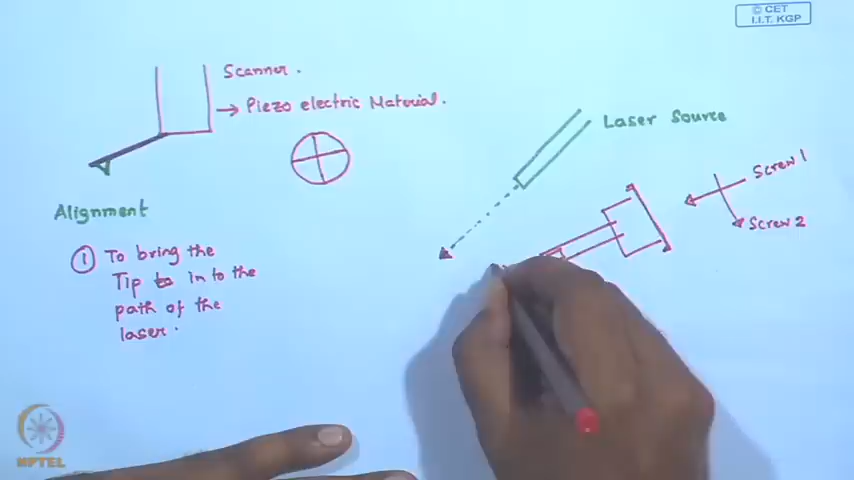 © CET
I.I.T. KGP
Scanner.
Piezo electric Material.
Laser Source
Screw 1
Screw 2
Alignment
① To bring the
Tip to in to the
path of the
laser.
NPTEL